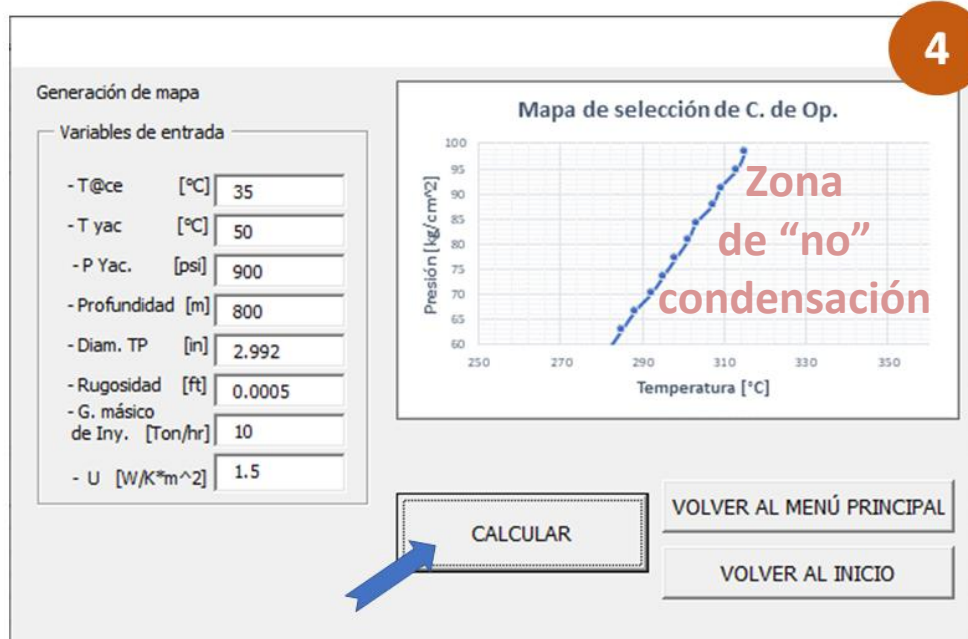 4
Generación de mapa
Variables de entrada
- T@ce [ºC] 35
- T yac [ºC] 50
- P Yac. [psi] 900
- Profundidad [m] 800
- Diam. TP [in] 2.992
- Rugosidad [ft] 0.0005
- G. másico
de Iny. [Ton/hr] 10
- U [W/K*m^2] 1.5
Mapa de selección de C. de Op.
Presión [kg/cm^2]
100
95
90
85
80
75
70
65
60
Zona
de “no”
condensación
250 270 290 310 330 350
Temperatura [°C]
CALCULAR
VOLVER AL MENÚ PRINCIPAL
VOLVER AL INICIO